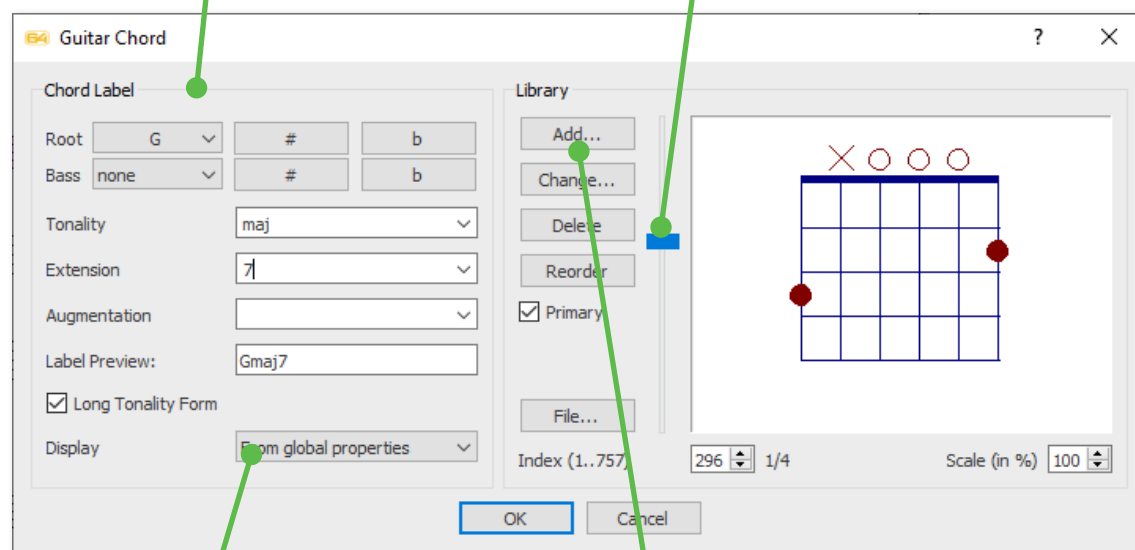 64 Guitar Chord ?
Chord Label
Root G # b
Bass none # b
Tonality maj
Extension 7
Augmentation
Label Preview: Gmaj7
Long Tonality Form
Display From global properties
Library
Add...
Change...
Delete
Reorder
Primary
File...
Index (1..757) 296 1/4 Scale (in %) 100
OK Cancel